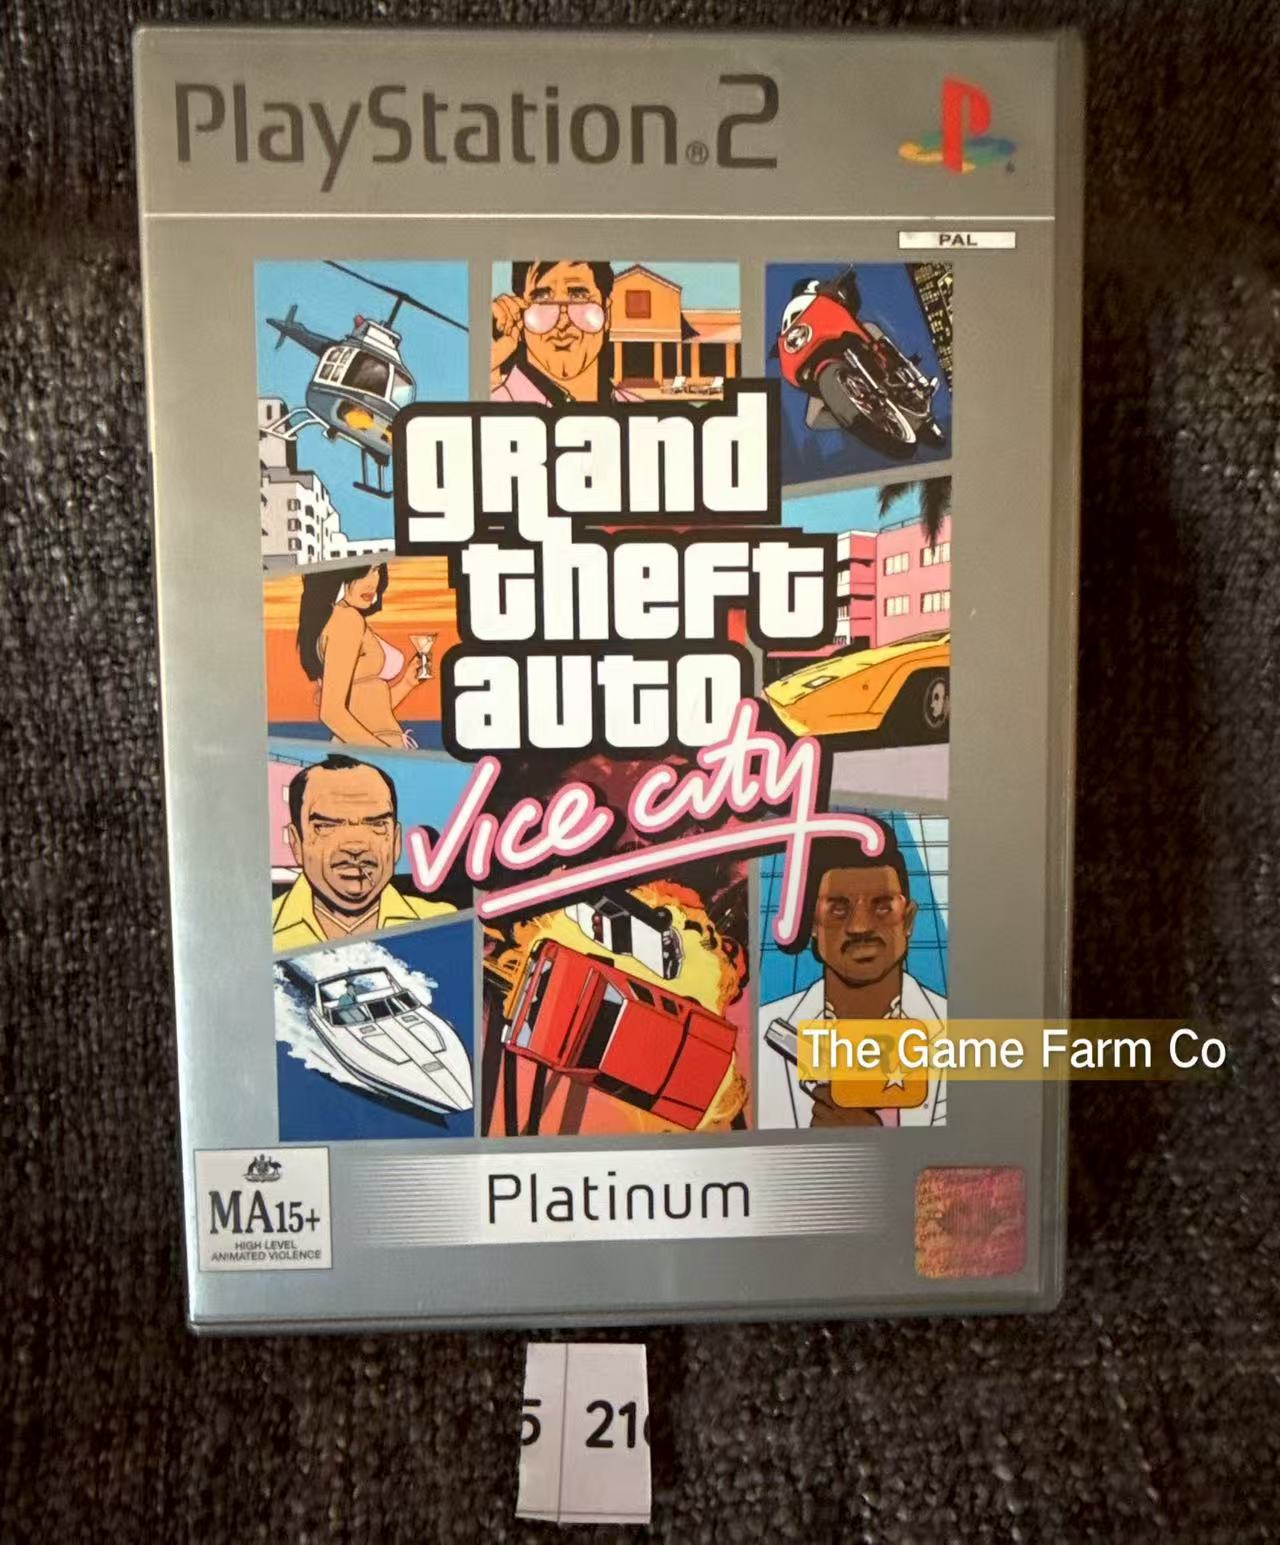 PlayStation®2
PAL
grand
theft
auto
Vice City
The Game Farm Co
R
Platinum
MA15+
HIGH LEVEL
ANIMATED VIOLENCE
5 210